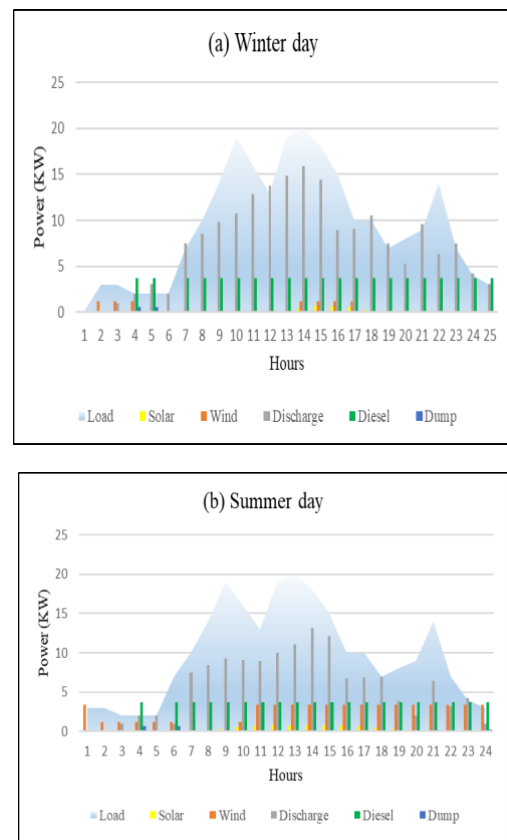 (a) Winter day
25
20
15
10
5
0
Power (KW)
1 2 3 4 5 6 7 8 9 10 11 12 13 14 15 16 17 18 19 20 21 22 23 24 25
Hours
Load Solar Wind Discharge Diesel Dump
(b) Summer day
25
20
15
10
5
0
Power (KW)
1 2 3 4 5 6 7 8 9 10 11 12 13 14 15 16 17 18 19 20 21 22 23 24
Hours
Load Solar Wind Discharge Diesel Dump